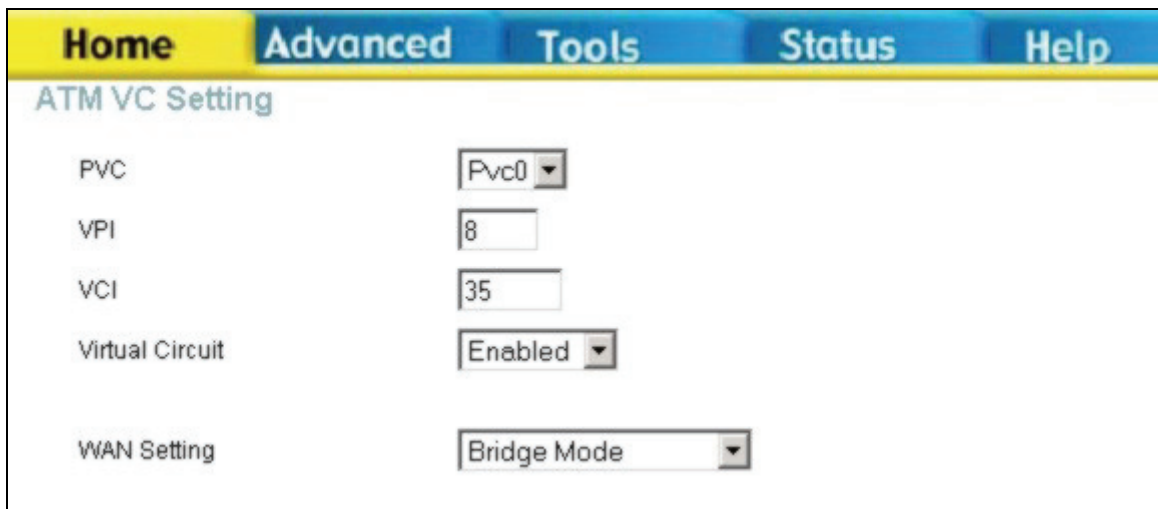 Home Advanced Tools Status Help
ATM VC Setting
PVC Pvc0
VPI 8
VCI 35
Virtual Circuit Enabled
WAN Setting Bridge Mode